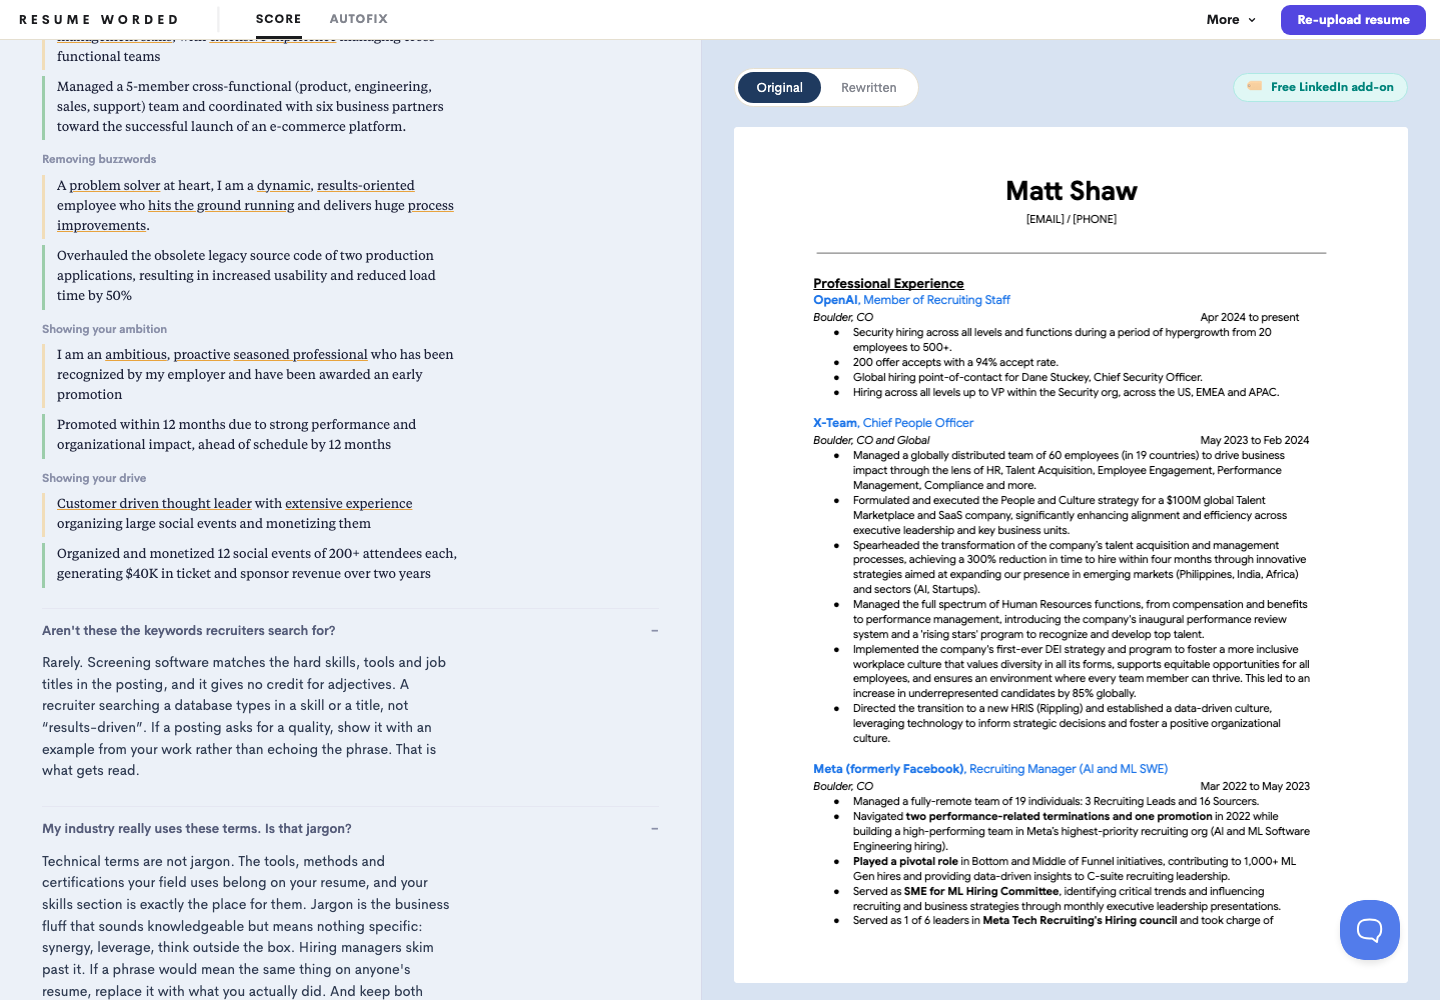 RESUME WORDED
SCORE
AUTOFIX
More
Re-upload resume
functional teams
Managed a 5-member cross-functional (product, engineering,
sales, support) team and coordinated with six business partners
toward the successful launch of an e-commerce platform.
Removing buzzwords
A problem solver at heart, I am a dynamic, results-oriented
employee who hits the ground running and delivers huge process
improvements.
Overhauled the obsolete legacy source code of two production
applications, resulting in increased usability and reduced load
time by 50%
Showing your ambition
I am an ambitious, proactive seasoned professional who has been
recognized by my employer and have been awarded an early
promotion
Promoted within 12 months due to strong performance and
organizational impact, ahead of schedule by 12 months
Showing your drive
Customer driven thought leader with extensive experience
organizing large social events and monetizing them
Organized and monetized 12 social events of 200+ attendees each,
generating $40K in ticket and sponsor revenue over two years
Aren't these the keywords recruiters search for? –
Rarely. Screening software matches the hard skills, tools and job
titles in the posting, and it gives no credit for adjectives. A
recruiter searching a database types in a skill or a title, not
"results-driven". If a posting asks for a quality, show it with an
example from your work rather than echoing the phrase. That is
what gets read.
My industry really uses these terms. Is that jargon? –
Technical terms are not jargon. The tools, methods and
certifications your field uses belong on your resume, and your
skills section is exactly the place for them. Jargon is the business
fluff that sounds knowledgeable but means nothing specific:
synergy, leverage, think outside the box. Hiring managers skim
past it. If a phrase would mean the same thing on anyone's
resume, replace it with what you actually did. And keep both
Original
Rewritten
Free LinkedIn add-on
Matt Shaw
[EMAIL] / [PHONE]
Professional Experience
OpenAI, Member of Recruiting Staff
Boulder, CO Apr 2024 to present
● Security hiring across all levels and functions during a period of hypergrowth from 20
employees to 500+.
● 200 offer accepts with a 94% accept rate.
● Global hiring point-of-contact for Dane Stuckey, Chief Security Officer.
● Hiring across all levels up to VP within the Security org, across the US, EMEA and APAC.
X-Team, Chief People Officer
Boulder, CO and Global May 2023 to Feb 2024
● Managed a globally distributed team of 60 employees (in 19 countries) to drive business
impact through the lens of HR, Talent Acquisition, Employee Engagement, Performance
Management, Compliance and more.
● Formulated and executed the People and Culture strategy for a $100M global Talent
Marketplace and SaaS company, significantly enhancing alignment and efficiency across
executive leadership and key business units.
● Spearheaded the transformation of the company's talent acquisition and management
processes, achieving a 300% reduction in time to hire within four months through innovative
strategies aimed at expanding our presence in emerging markets (Philippines, India, Africa)
and sectors (AI, Startups).
● Managed the full spectrum of Human Resources functions, from compensation and benefits
to performance management, introducing the company's inaugural performance review
system and a 'rising stars' program to recognize and develop top talent.
● Implemented the company's first-ever DEI strategy and program to foster a more inclusive
workplace culture that values diversity in all its forms, supports equitable opportunities for all
employees, and ensures an environment where every team member can thrive. This led to an
increase in underrepresented candidates by 85% globally.
● Directed the transition to a new HRIS (Rippling) and established a data-driven culture,
leveraging technology to inform strategic decisions and foster a positive organizational
culture.
Meta (formerly Facebook), Recruiting Manager (AI and ML SWE)
Boulder, CO Mar 2022 to May 2023
● Managed a fully-remote team of 19 individuals: 3 Recruiting Leads and 16 Sourcers.
● Navigated two performance-related terminations and one promotion in 2022 while
building a high-performing team in Meta's highest-priority recruiting org (AI and ML Software
Engineering hiring).
● Played a pivotal role in Bottom and Middle of Funnel initiatives, contributing to 1,000+ ML
Gen hires and providing data-driven insights to C-suite recruiting leadership.
● Served as SME for ML Hiring Committee, identifying critical trends and influencing
recruiting and business strategies through monthly executive leadership presentations.
● Served as 1 of 6 leaders in Meta Tech Recruiting's Hiring council and took charge of